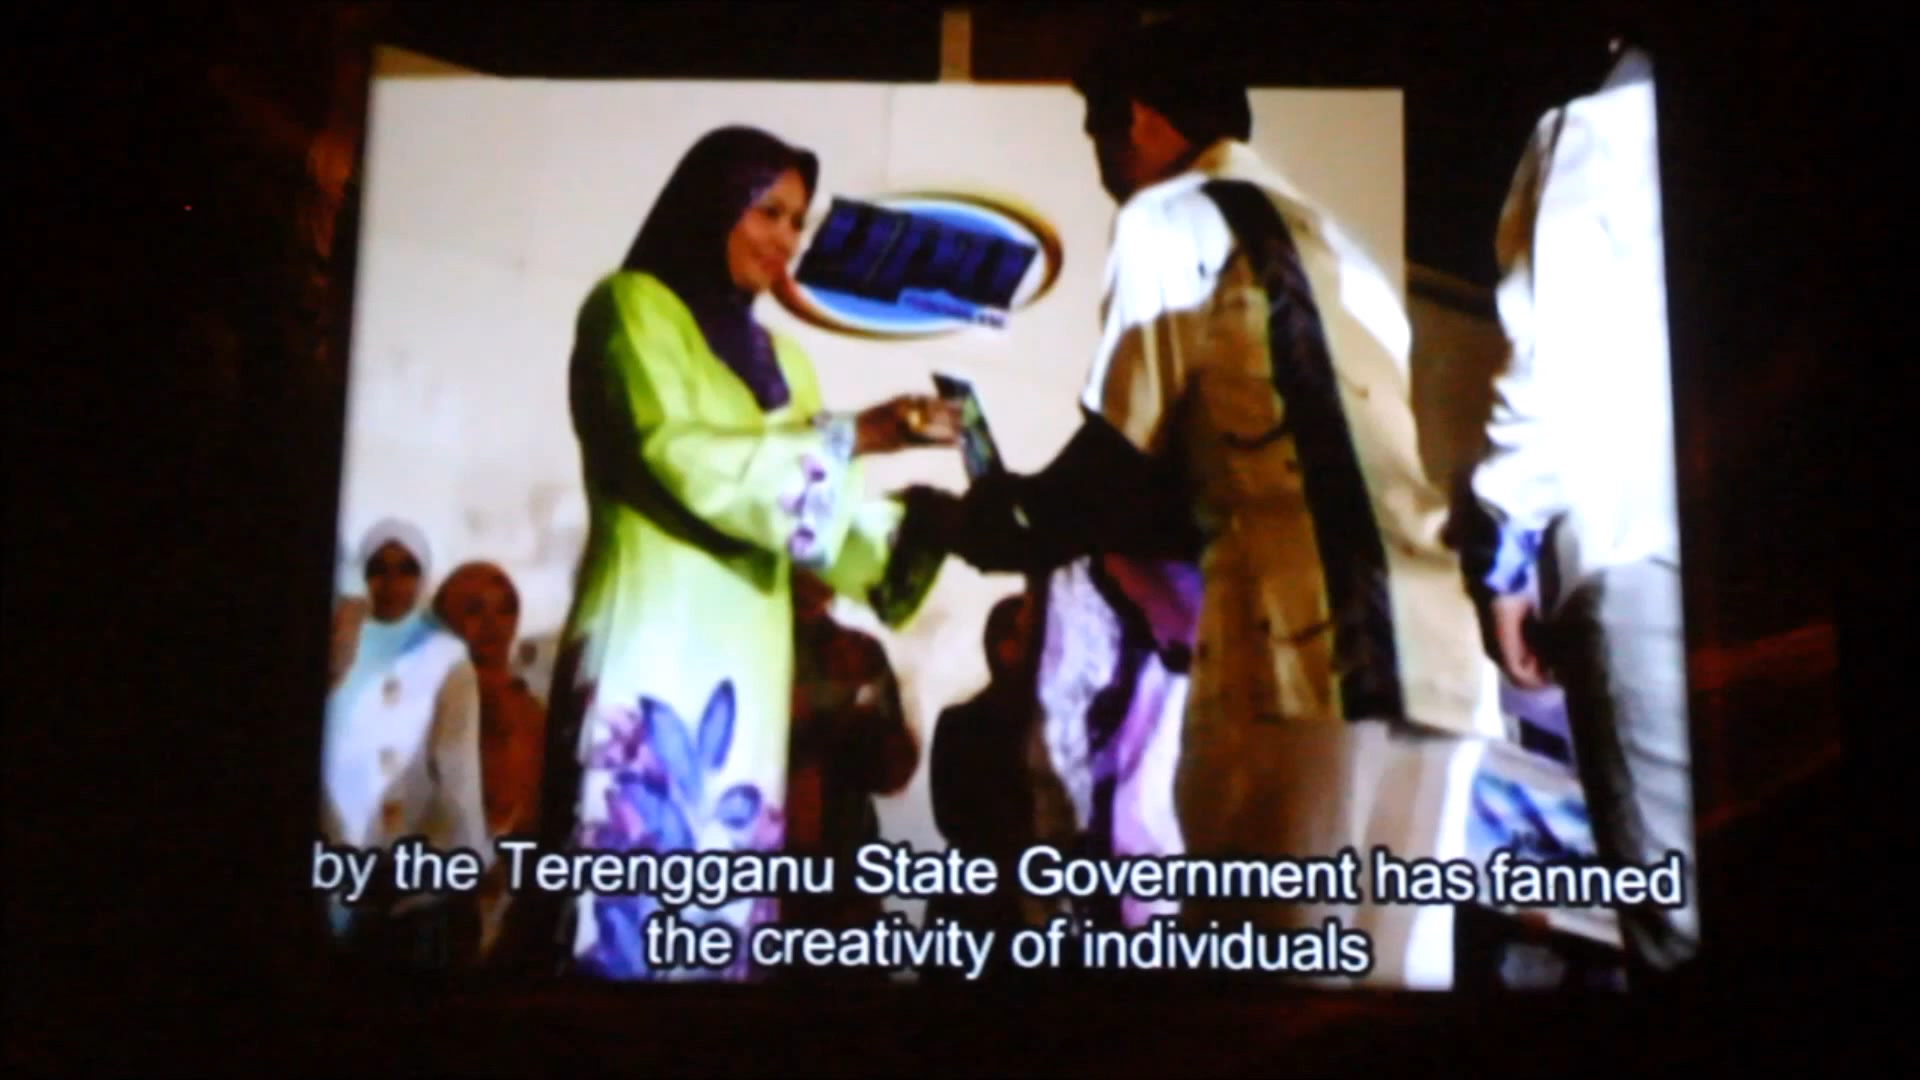 by the Terengganu State Government has fanned
the creativity of individuals